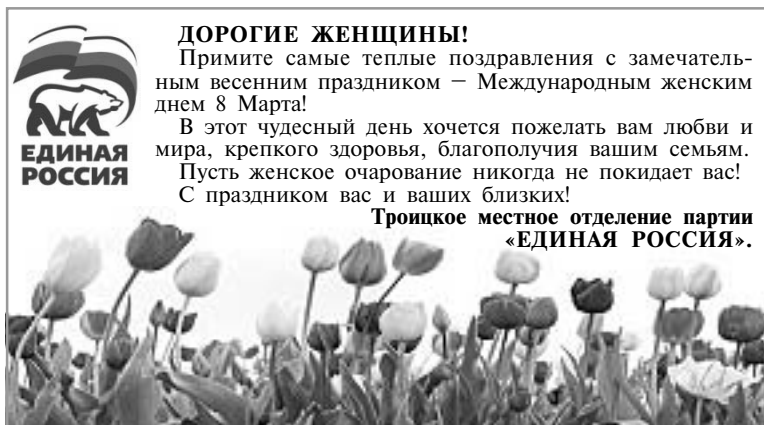 ДОРОГИЕ ЖЕНЩИНЫ!
Примите самые теплые поздравления с замечатель-
ным весенним праздником — Международным женским
днем 8 Марта!
В этот чудесный день хочется пожелать вам любви и
мира, крепкого здоровья, благополучия вашим семьям.
Пусть женское очарование никогда не покидает вас!
С праздником вас и ваших близких!
Троицкое местное отделение партии
«ЕДИНАЯ РОССИЯ».
ЕДИНАЯ
РОССИЯ